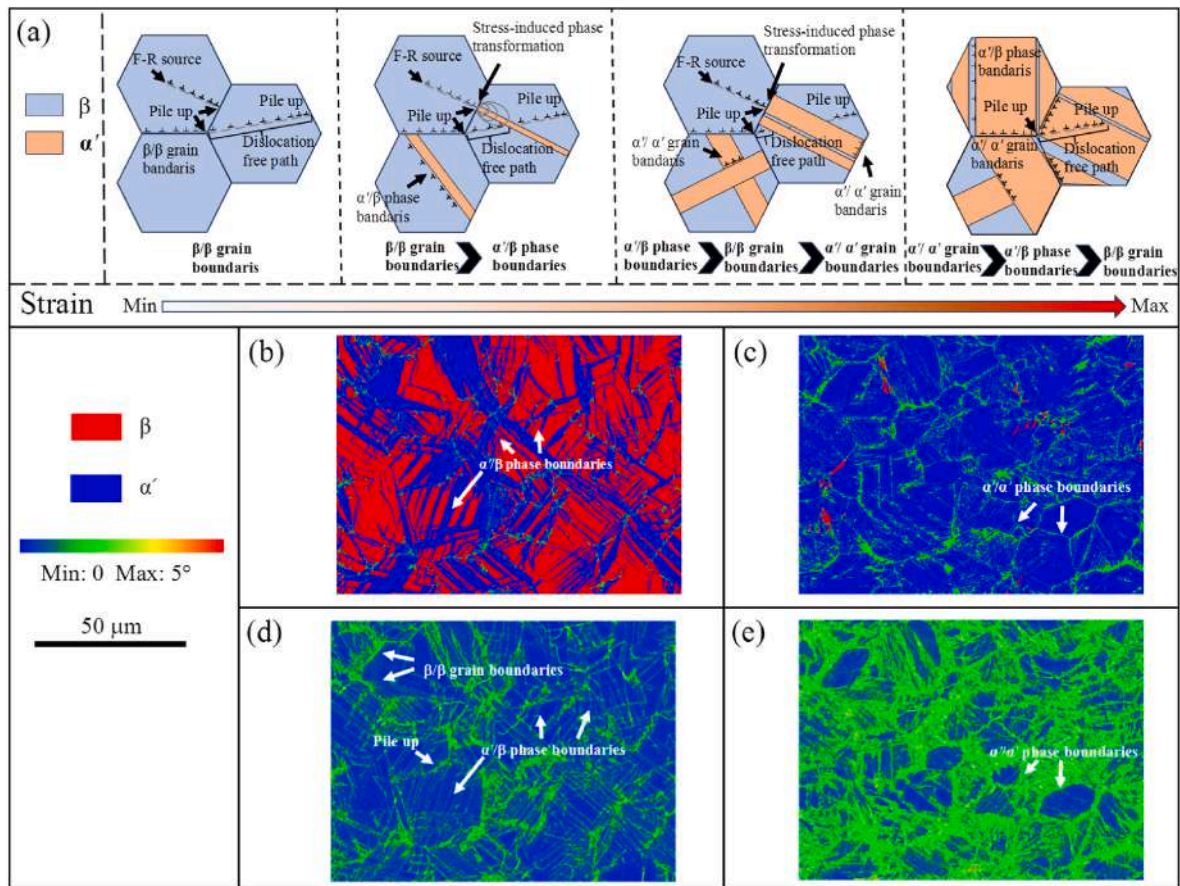 (a)
β
α′
F-R source
Pile up
Pile up
β/β grain
bandaris
Dislocation
free path
β/β grain
boundaris
Stress-induced phase
transformation
F-R source
Pile up
Pile up
α′/β phase
bandaris
Dislocation
free path
β/β grain
boundaries
α′/β phase
boundaries
Stress-induced phase
transformation
F-R source
Pile up
Pile up
α′/ α′ grain
bandaris
Dislocation
free path
α′/ α′ grain
bandaris
α′/β phase
boundaries
β/β grain
boundaries
α′/ α′ grain
boundaries
α′/β phase
bandaris
Pile up
Pile up
α′/ α′ grain
bandaris
Dislocation
free path
α′/ α′ grain
boundaries
α′/β phase
boundaries
β/β grain
boundaries
Strain
Min
Max
β
α′
Min: 0 Max: 5°
50 μm
(b)
α′/β phase boundaries
(c)
α′/α′ phase boundaries
(d)
β/β grain boundaries
Pile up
α′/β phase boundaries
(e)
α′/α′ phase boundaries